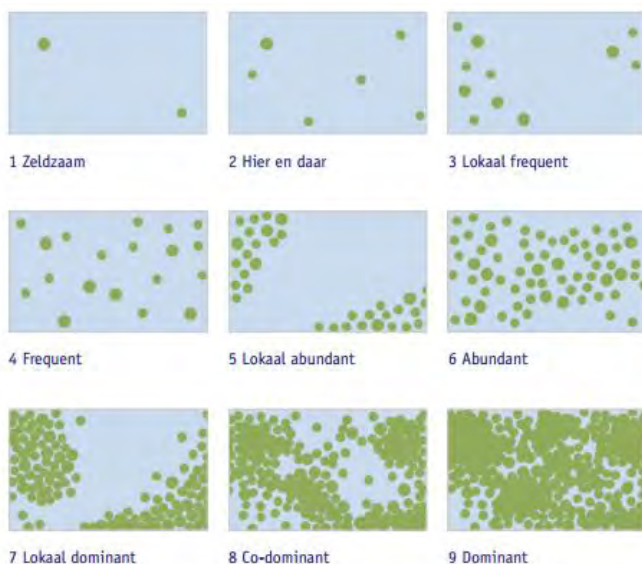 1 Zeldzaam
2 Hier en daar
3 Lokaal frequent
4 Frequent
5 Lokaal abundant
6 Abundant
7 Lokaal dominant
8 Co-dominant
9 Dominant